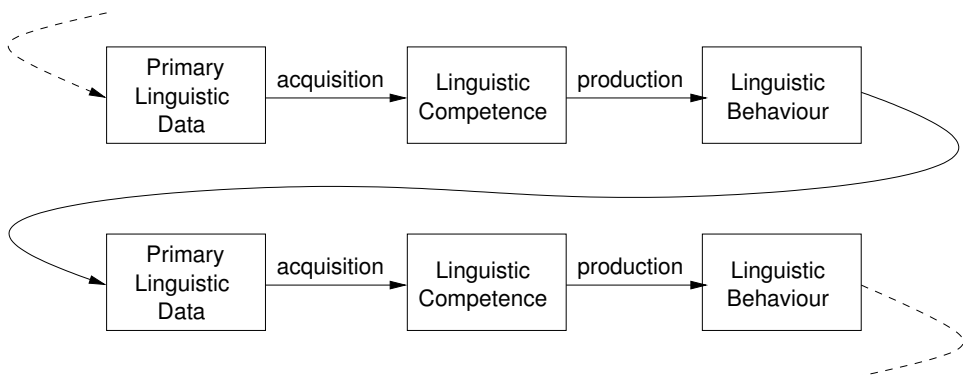 Primary
Linguistic
Data
acquisition
Linguistic
Competence
production
Linguistic
Behaviour
Primary
Linguistic
Data
acquisition
Linguistic
Competence
production
Linguistic
Behaviour